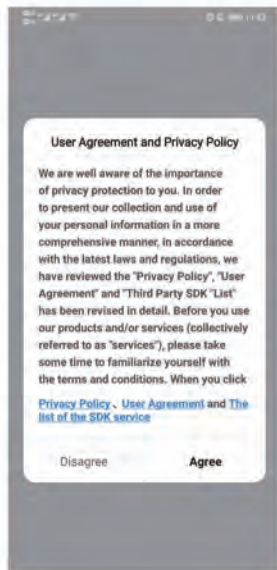 User Agreement and Privacy Policy
We are well aware of the importance
of privacy protection to you. In order
to present our collection and use of
your personal information in a more
comprehensive manner, in accordance
with the latest laws and regulations, we
have reviewed the "Privacy Policy", "User
Agreement" and "Third Party SDK "List"
has been revised in detail. Before you use
our products and/or services (collectively
referred to as "services"), please take
some time to familiarize yourself with
the terms and conditions. When you click
Privacy Policy、User Agreement and The
list of the SDK service
Disagree Agree